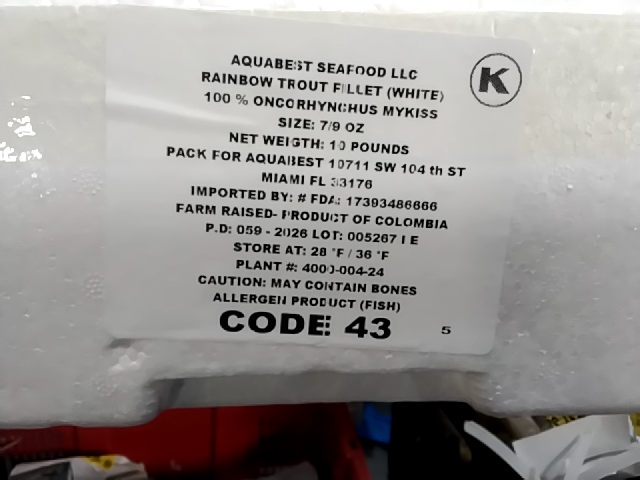 AQUABEST SEAFOOD LLC
K
RAINBOW TROUT FILLET (WHITE)
100 % ONCORHYNCHUS MYKISS
SIZE: 7/9 OZ
NET WEIGTH: 10 POUNDS
PACK FOR AQUABEST 10711 SW 104 th ST
MIAMI FL 33176
IMPORTED BY: # FDA: 17393486666
FARM RAISED- PRODUCT OF COLOMBIA
P.D: 059 - 2026 LOT: 005267 I E
STORE AT: 28 °F / 36 °F
PLANT #: 4000-004-24
CAUTION: MAY CONTAIN BONES
ALLERGEN PRODUCT (FISH)
CODE: 43
5